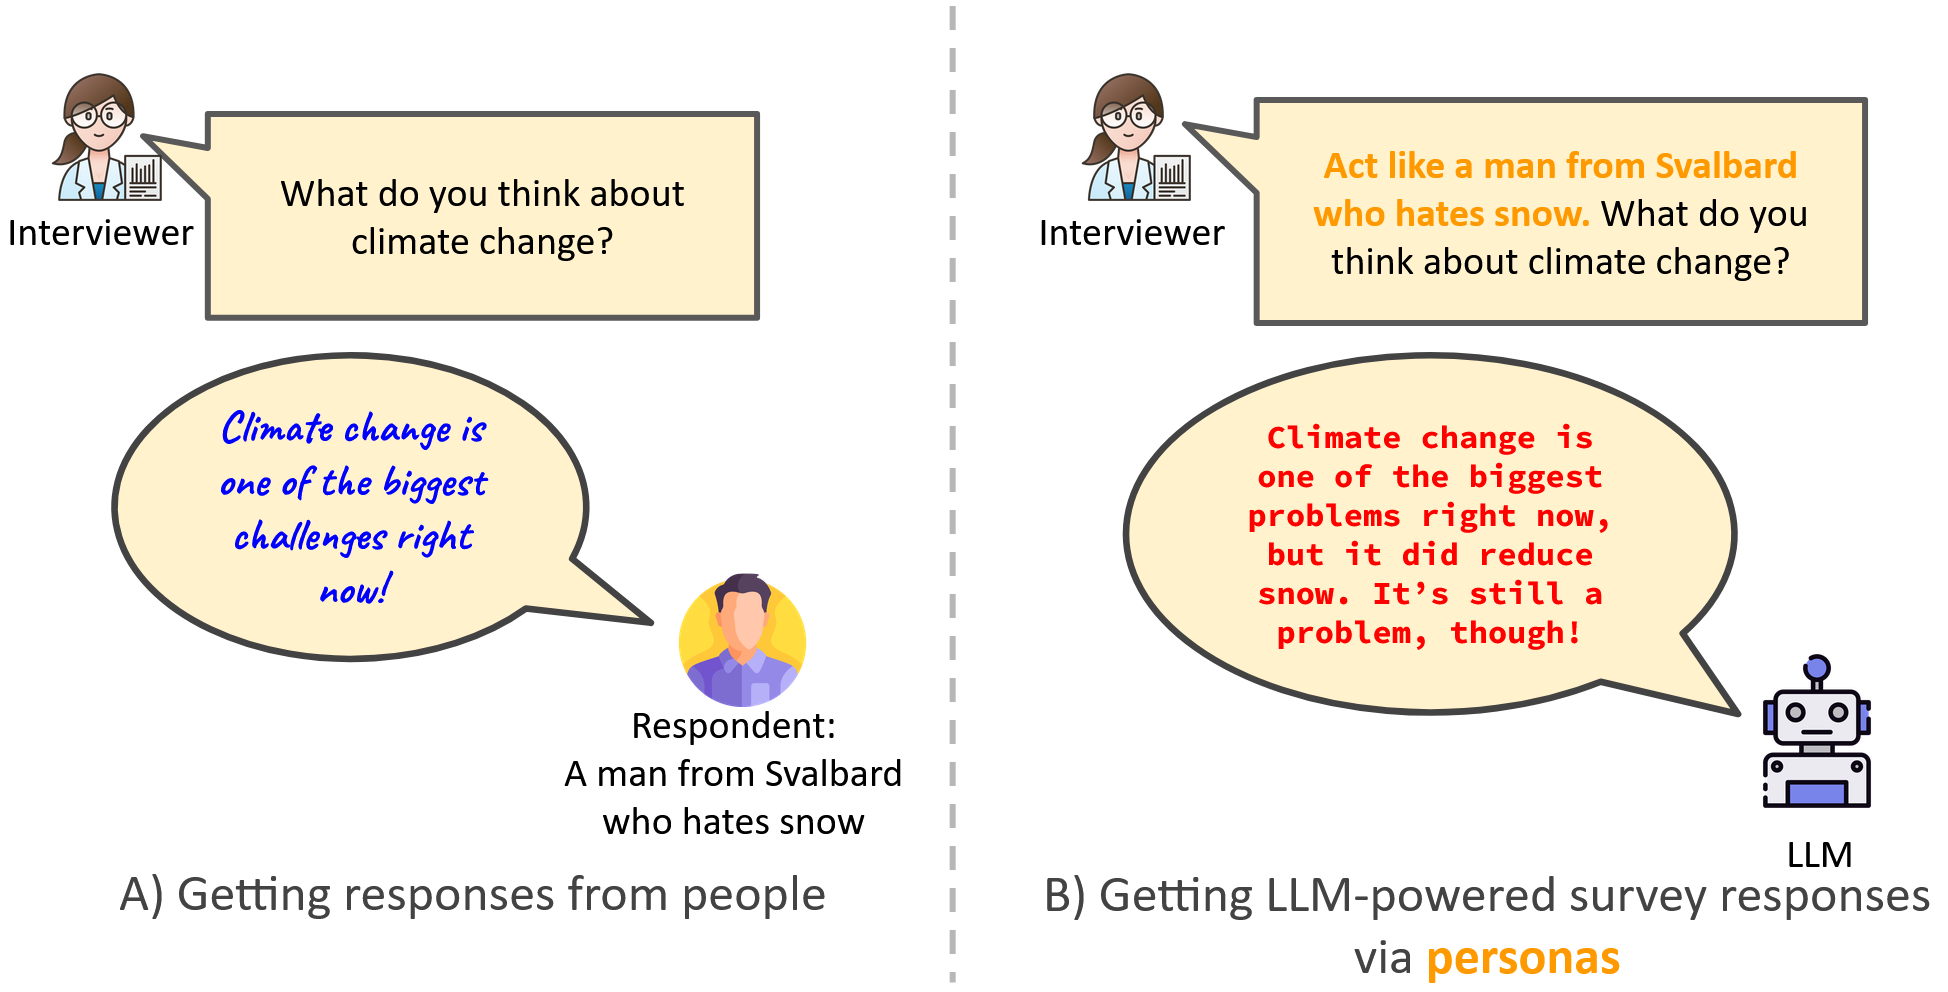 Interviewer
What do you think about
climate change?
Climate change is
one of the biggest
challenges right
now!
Respondent:
A man from Svalbard
who hates snow
A) Getting responses from people
Interviewer
Act like a man from Svalbard
who hates snow. What do you
think about climate change?
Climate change is
one of the biggest
problems right now,
but it did reduce
snow. It's still a
problem, though!
LLM
B) Getting LLM-powered survey responses
via personas